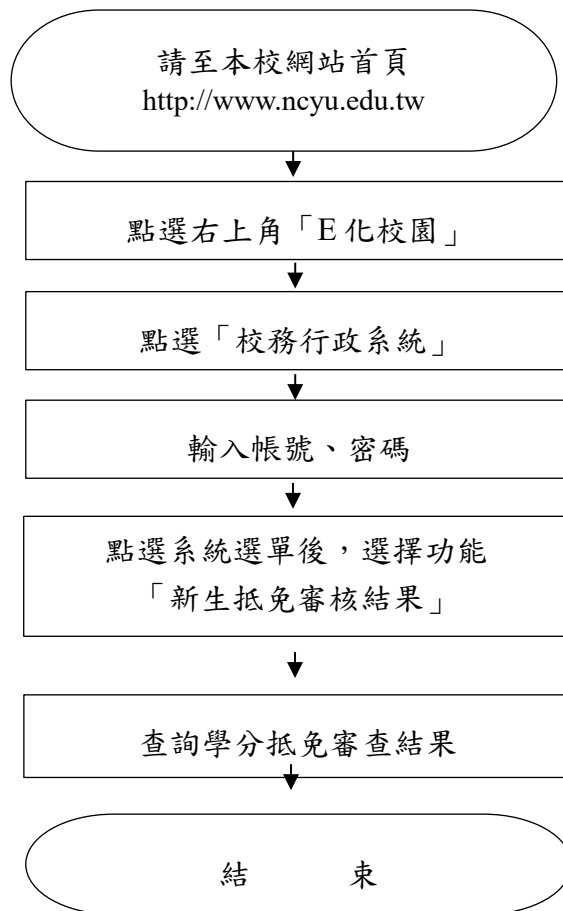 請至本校網站首頁
http://www.ncyu.edu.tw
點選右上角「E化校園」
點選「校務行政系統」
輸入帳號、密碼
點選系統選單後，選擇功能
「新生抵免審核結果」
查詢學分抵免審查結果
結 束